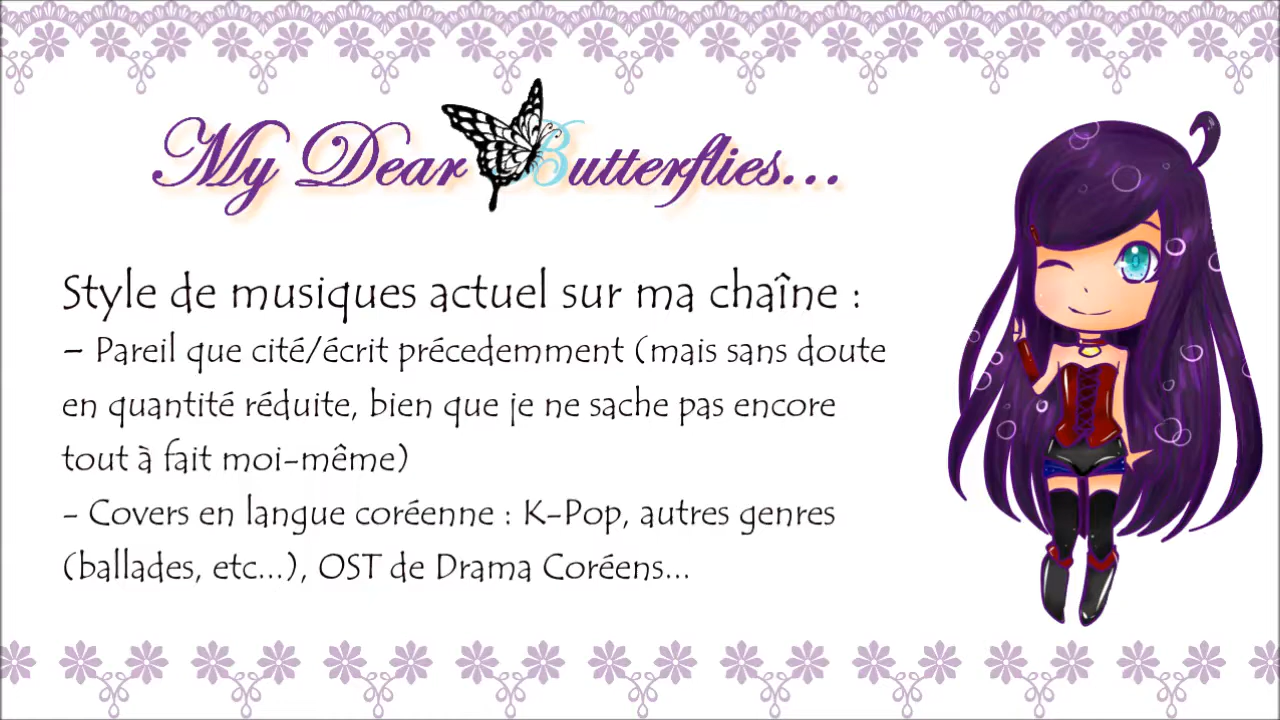 My Dear Butterflies...
Style de musiques actuel sur ma chaîne :
– Pareil que cité/écrit précedemment (mais sans doute
en quantité réduite, bien que je ne sache pas encore
tout à fait moi-même)
- Covers en langue coréenne : K-Pop, autres genres
(ballades, etc...), OST de Drama Coréens...